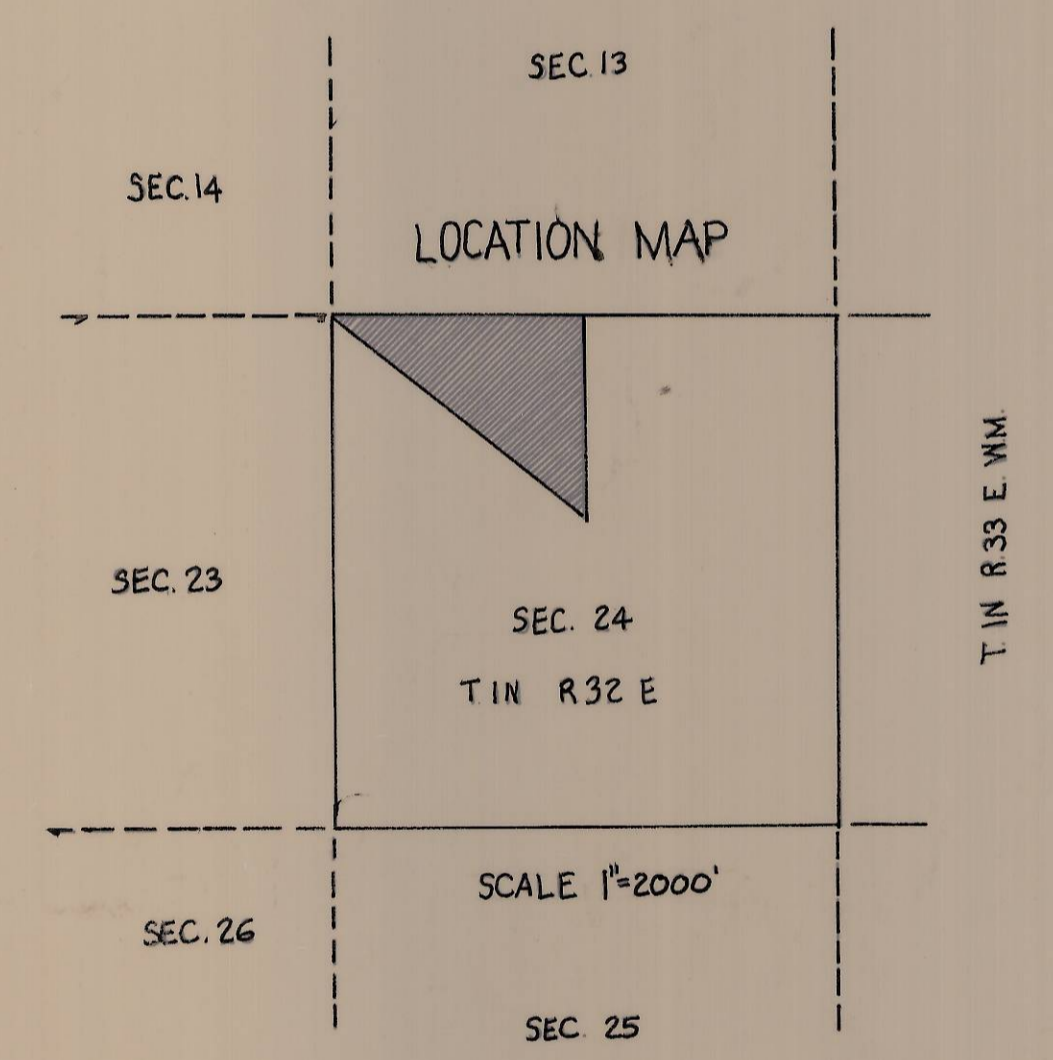 SEC. 13
SEC. 14
LOCATION MAP
T. 1N R. 33 E. W.M.
SEC. 23
SEC. 24
T. 1N R 32 E
SCALE 1"=2000'
SEC. 26
SEC. 25